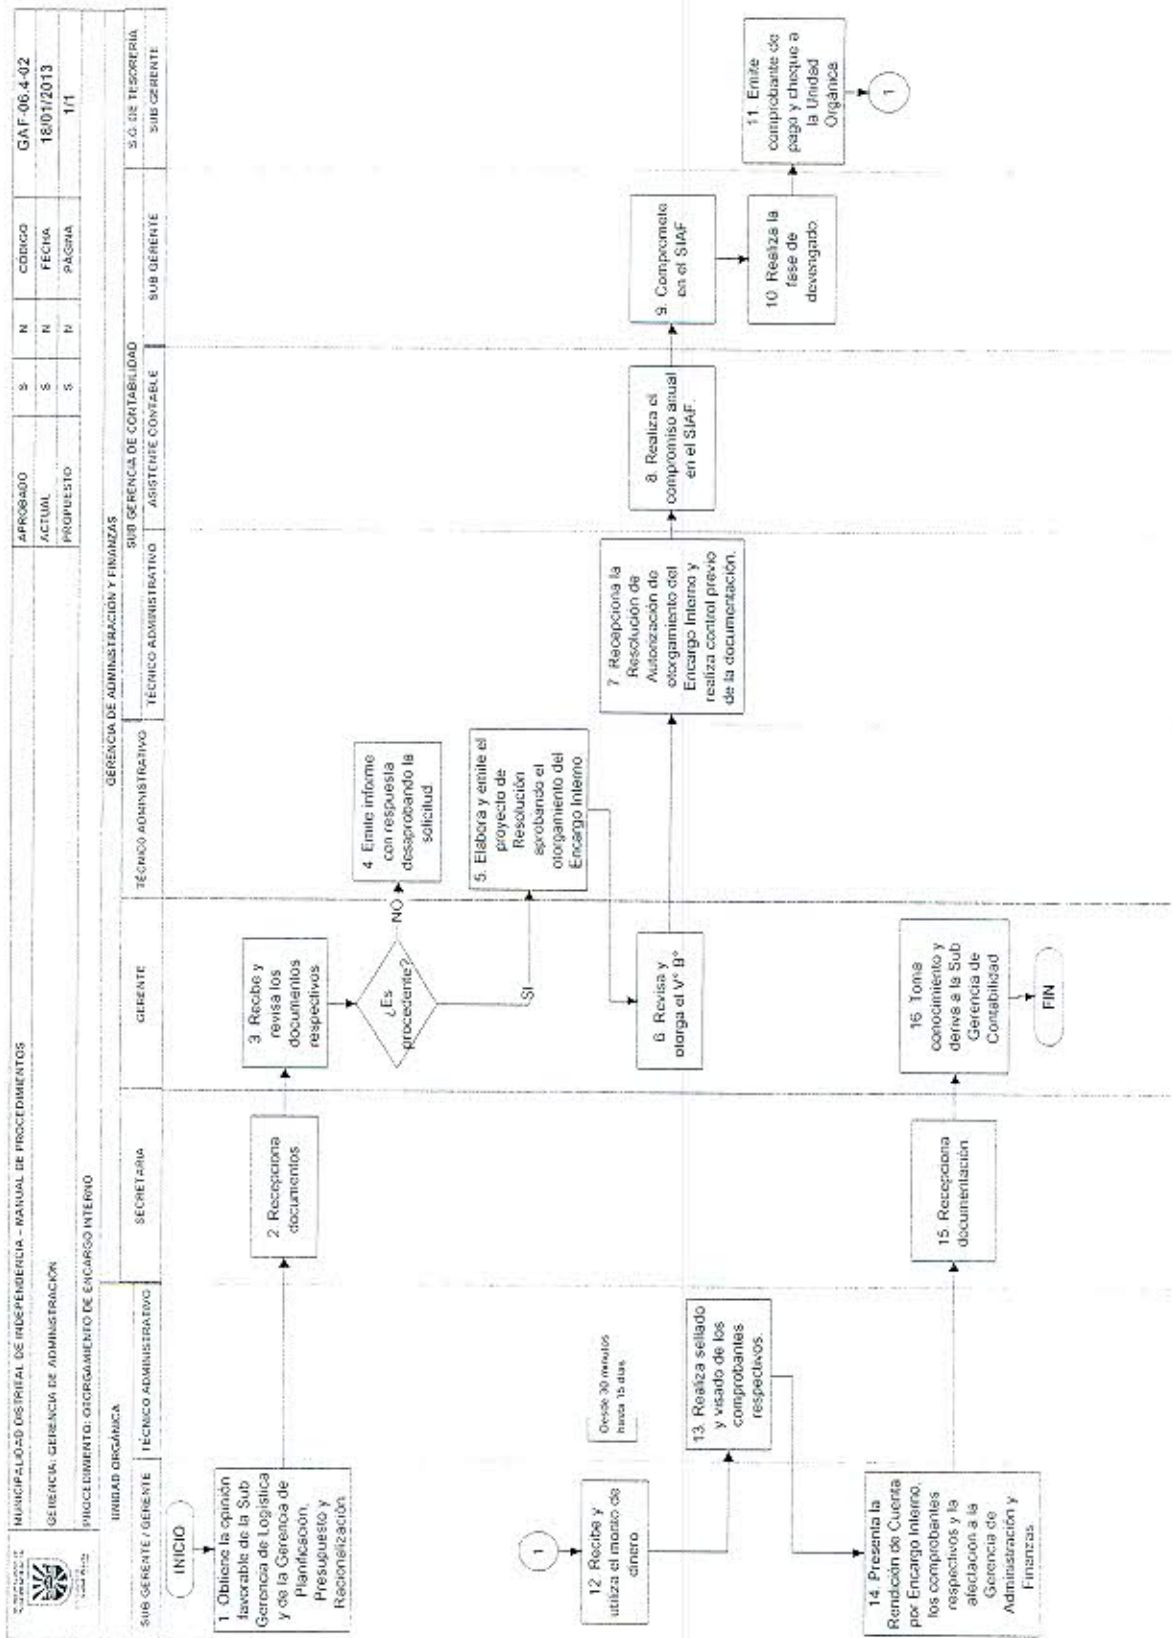 MUNICIPALIDAD DISTRITAL DE INDEPENDENCIA – MANUAL DE PROCEDIMIENTOS
APROBADO S N CÓDIGO GAF-06.4-02
GERENCIA: GERENCIA DE ADMINISTRACIÓN
ACTUAL S N FECHA 18/01/2013
PROCEDIMIENTO: OTORGAMIENTO DE ENCARGO INTERNO
PROPUESTO S N PÁGINA 1/1
UNIDAD ORGÁNICA
GERENCIA DE ADMINISTRACIÓN Y FINANZAS
SUB GERENCIA DE CONTABILIDAD
S.G. DE TESORERÍA
SUB GERENTE / GERENTE
TÉCNICO ADMINISTRATIVO
SECRETARIA
GERENTE
TÉCNICO ADMINISTRATIVO
TÉCNICO ADMINISTRATIVO
ASISTENTE CONTABLE
SUB GERENTE
SUB GERENTE
INICIO
1. Obtiene la opinión
favorable de la Sub
Gerencia de Logística
y de la Gerencia de
Planificación,
Presupuesto y
Racionalización.
2. Recepciona
documentos
3. Recibe y
revisa los
documentos
respectivos
¿Es
procedente?
NO
4. Emite informe
con respuesta
desaprobando la
solicitud.
SI
5. Elabora y emite el
proyecto de
Resolución
aprobando el
otorgamiento del
Encargo Interno
6. Revisa y
otorga el V° B°
7. Recepciona la
Resolución de
Autorización de
otorgamiento del
Encargo Interno y
realiza control previo
de la documentación.
8. Realiza el
compromiso anual
en el SIAF.
9. Compromete
en el SIAF
10. Realiza la
fase de
devengado.
11. Emite
comprobante de
pago y cheque a
la Unidad
Orgánica
1
1
12. Recibe y
utiliza el monto de
dinero
Desde 30 minutos
hasta 15 días
13. Realiza sellado
y visado de los
comprobantes
respectivos.
14. Presenta la
Rendición de Cuenta
por Encargo Interno,
los comprobantes
respectivos y la
afectación a la
Gerencia de
Administración y
Finanzas.
15. Recepciona
documentación
16. Toma
conocimiento y
deriva a la Sub
Gerencia de
Contabilidad
FIN